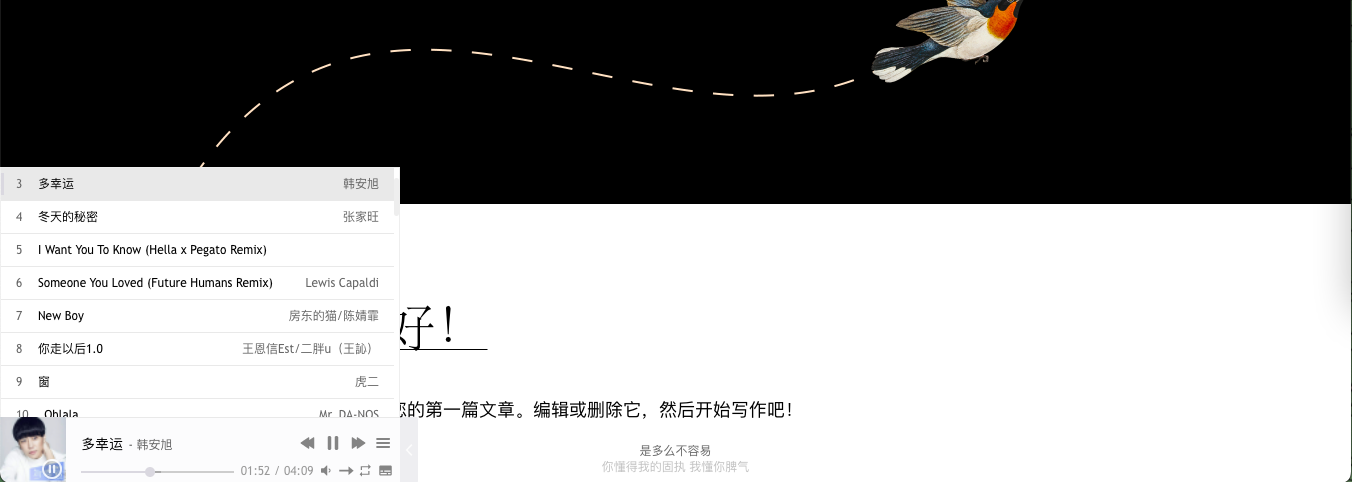 3 多幸运 韩安旭
4 冬天的秘密 张家旺
5 I Want You To Know (Hella x Pegato Remix)
6 Someone You Loved (Future Humans Remix) Lewis Capaldi
7 New Boy 房东的猫/陈婧霏
8 你走以后1.0 王恩信Est/二胖u（王訫）
9 窗 虎二
10 Ohlala Mr. DA-NOS
好！
您的第一篇文章。编辑或删除它，然后开始写作吧！
多幸运 - 韩安旭
01:52 / 04:09
是多么不容易
你懂得我的固执 我懂你脾气